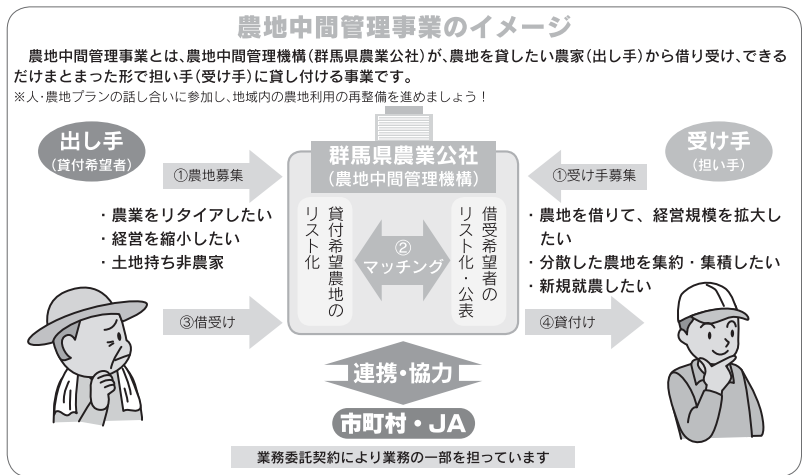 農地中間管理事業のイメージ
農地中間管理事業とは、農地中間管理機構（群馬県農業公社）が、農地を貸したい農家（出し手）から借り受け、できる
だけまとまった形で担い手（受け手）に貸し付ける事業です。
※人・農地プランの話し合いに参加し、地域内の農地利用の再整備を進めましょう！
出し手
（貸付希望者）
①農地募集
・農業をリタイアしたい
・経営を縮小したい
・土地持ち非農家
③借受け
群馬県農業公社
（農地中間管理機構）
貸付希望農地の
リスト化
②
マッチング
借受希望者の
リスト化・公表
受け手
（担い手）
①受け手募集
・農地を借りて、経営規模を拡大し
たい
・分散した農地を集約・集積したい
・新規就農したい
④貸付け
連携・協力
市町村・JA
業務委託契約により業務の一部を担っています